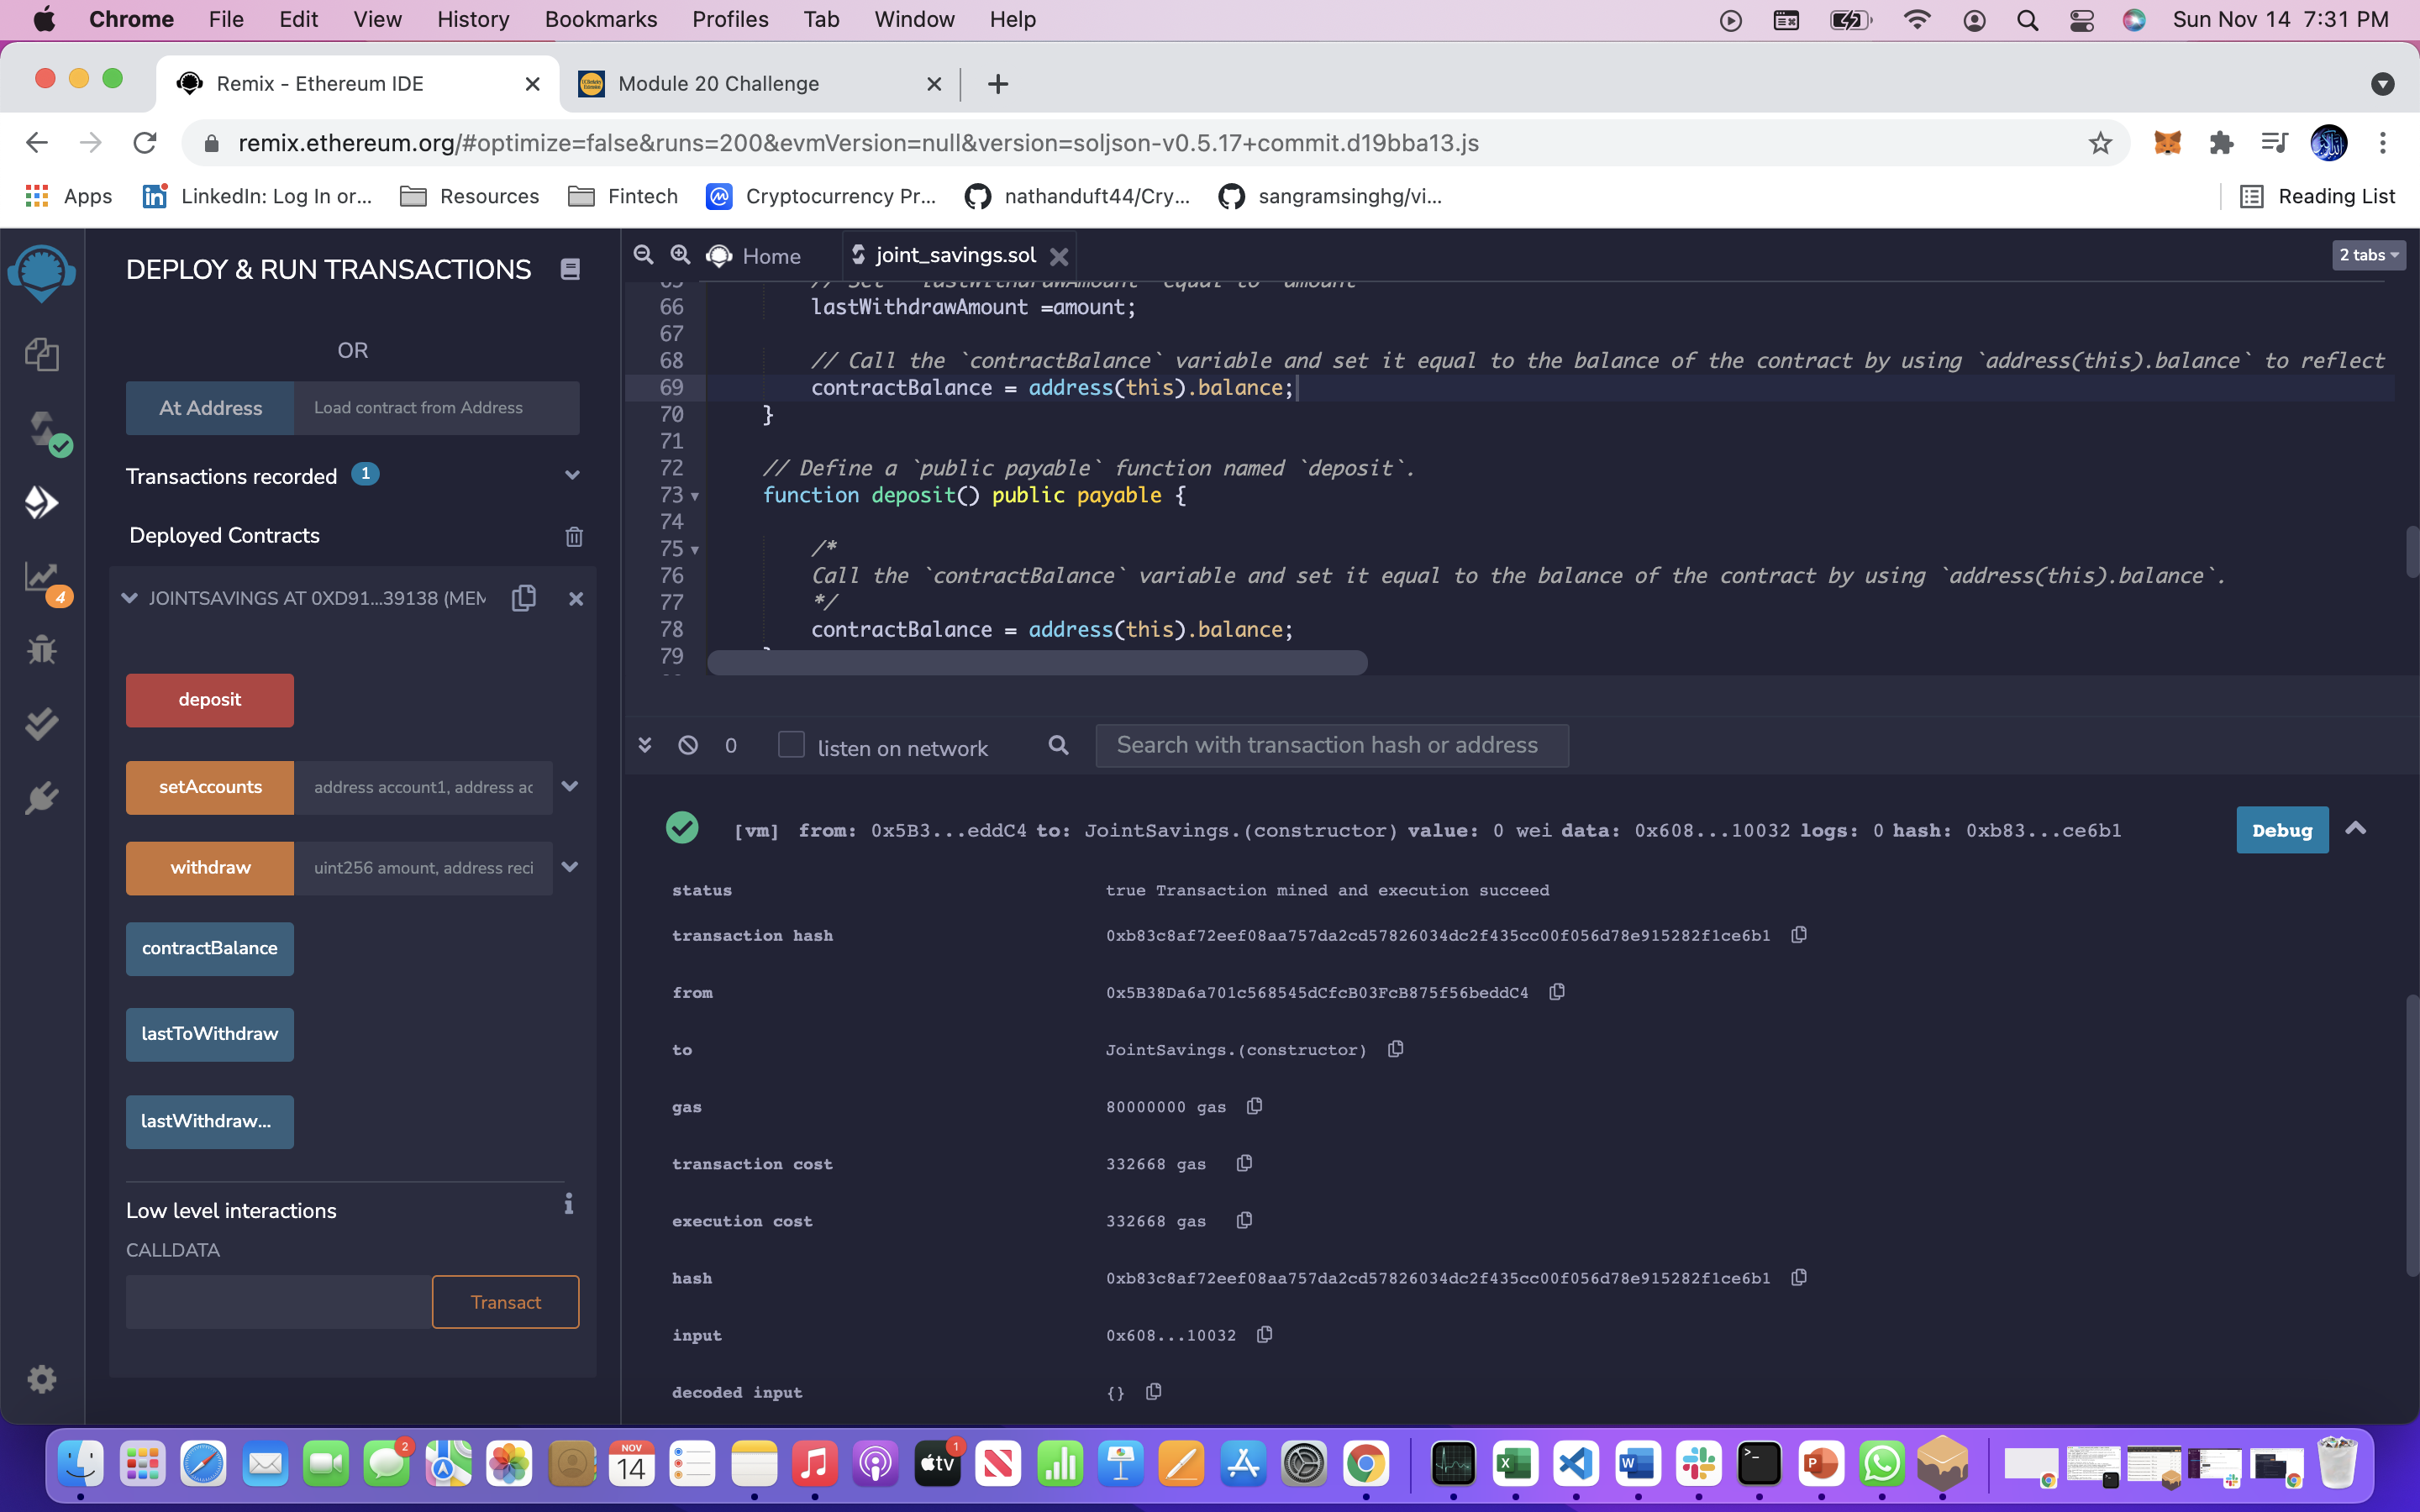 Chrome File Edit View History Bookmarks Profiles Tab Window Help Sun Nov 14 7:31 PM
Remix - Ethereum IDE Module 20 Challenge
remix.ethereum.org/#optimize=false&runs=200&evmVersion=null&version=soljson-v0.5.17+commit.d19bba13.js
Apps LinkedIn: Log In or... Resources Fintech Cryptocurrency Pr... nathanduft44/Cry... sangramsinghg/vi... Reading List
DEPLOY & RUN TRANSACTIONS
OR
At Address Load contract from Address
Transactions recorded 1
Deployed Contracts
JOINTSAVINGS AT 0XD91...39138 (MEM
4
deposit
setAccounts address account1, address ac
withdraw uint256 amount, address reci
contractBalance
lastToWithdraw
lastWithdraw...
Low level interactions
CALLDATA
Transact
Home joint_savings.sol 2 tabs
65 // Set `lastWithdrawAmount` equal to `amount`
66 lastWithdrawAmount =amount;
67
68 // Call the `contractBalance` variable and set it equal to the balance of the contract by using `address(this).balance` to reflect
69 contractBalance = address(this).balance;
70 }
71
72 // Define a `public payable` function named `deposit`.
73 function deposit() public payable {
74
75 /*
76 Call the `contractBalance` variable and set it equal to the balance of the contract by using `address(this).balance`.
77 */
78 contractBalance = address(this).balance;
79 }
0 listen on network Search with transaction hash or address
[vm] from: 0x5B3...eddC4 to: JointSavings.(constructor) value: 0 wei data: 0x608...10032 logs: 0 hash: 0xb83...ce6b1 Debug
status true Transaction mined and execution succeed
transaction hash 0xb83c8af72eef08aa757da2cd57826034dc2f435cc00f056d78e915282f1ce6b1
from 0x5B38Da6a701c568545dCfcB03FcB875f56beddC4
to JointSavings.(constructor)
gas 80000000 gas
transaction cost 332668 gas
execution cost 332668 gas
hash 0xb83c8af72eef08aa757da2cd57826034dc2f435cc00f056d78e915282f1ce6b1
input 0x608...10032
decoded input {}
2 NOV 14 tv 1 X W >_ P